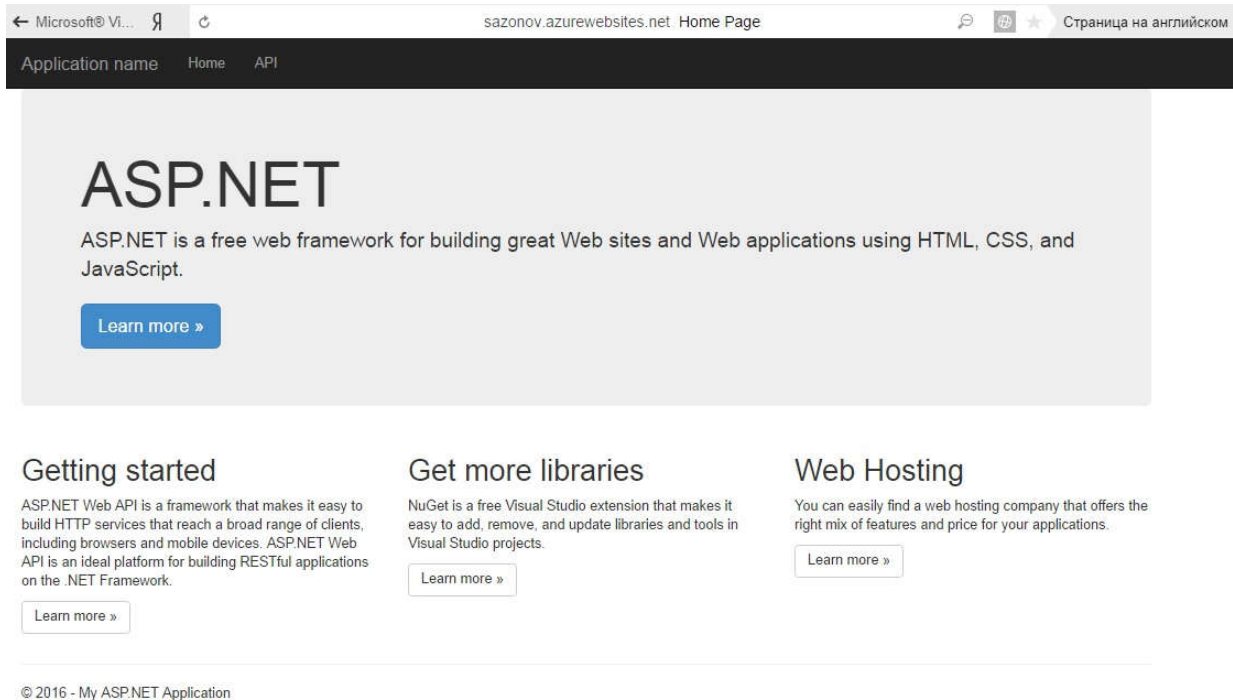 ← Microsoft® Vi... Я sazonov.azurewebsites.net Home Page Страница на английском
Application name Home API
ASP.NET
ASP.NET is a free web framework for building great Web sites and Web applications using HTML, CSS, and
JavaScript.
Learn more »
Getting started
ASP.NET Web API is a framework that makes it easy to
build HTTP services that reach a broad range of clients,
including browsers and mobile devices. ASP.NET Web
API is an ideal platform for building RESTful applications
on the .NET Framework.
Learn more »
Get more libraries
NuGet is a free Visual Studio extension that makes it
easy to add, remove, and update libraries and tools in
Visual Studio projects.
Learn more »
Web Hosting
You can easily find a web hosting company that offers the
right mix of features and price for your applications.
Learn more »
© 2016 - My ASP.NET Application